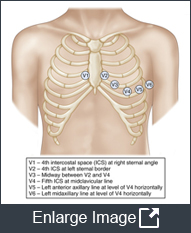 V1 V2 V3 V4 V5 V6
V1 – 4th intercostal space (ICS) at right sternal angle
V2 – 4th ICS at left sternal border
V3 – Midway between V2 and V4
V4 – Fifth ICS at midclavicular line
V5 – Left anterior axillary line at level of V4 horizontally
V6 – Left midaxillary line at level of V4 horizontally
Enlarge Image